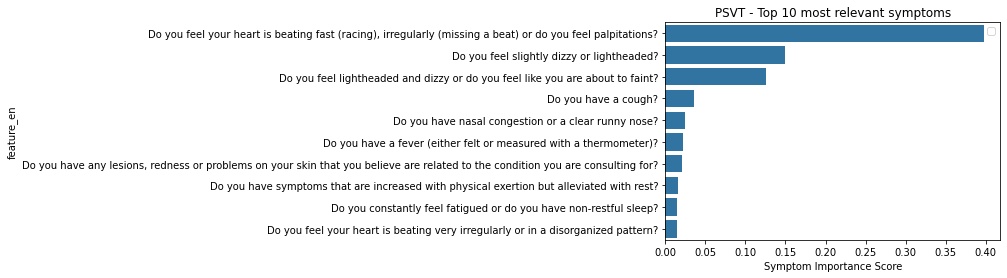 PSVT - Top 10 most relevant symptoms
Do you feel your heart is beating fast (racing), irregularly (missing a beat) or do you feel palpitations?
Do you feel slightly dizzy or lightheaded?
Do you feel lightheaded and dizzy or do you feel like you are about to faint?
Do you have a cough?
Do you have nasal congestion or a clear runny nose?
Do you have a fever (either felt or measured with a thermometer)?
Do you have any lesions, redness or problems on your skin that you believe are related to the condition you are consulting for?
Do you have symptoms that are increased with physical exertion but alleviated with rest?
Do you constantly feel fatigued or do you have non-restful sleep?
Do you feel your heart is beating very irregularly or in a disorganized pattern?
feature_en
0.00 0.05 0.10 0.15 0.20 0.25 0.30 0.35 0.40
Symptom Importance Score